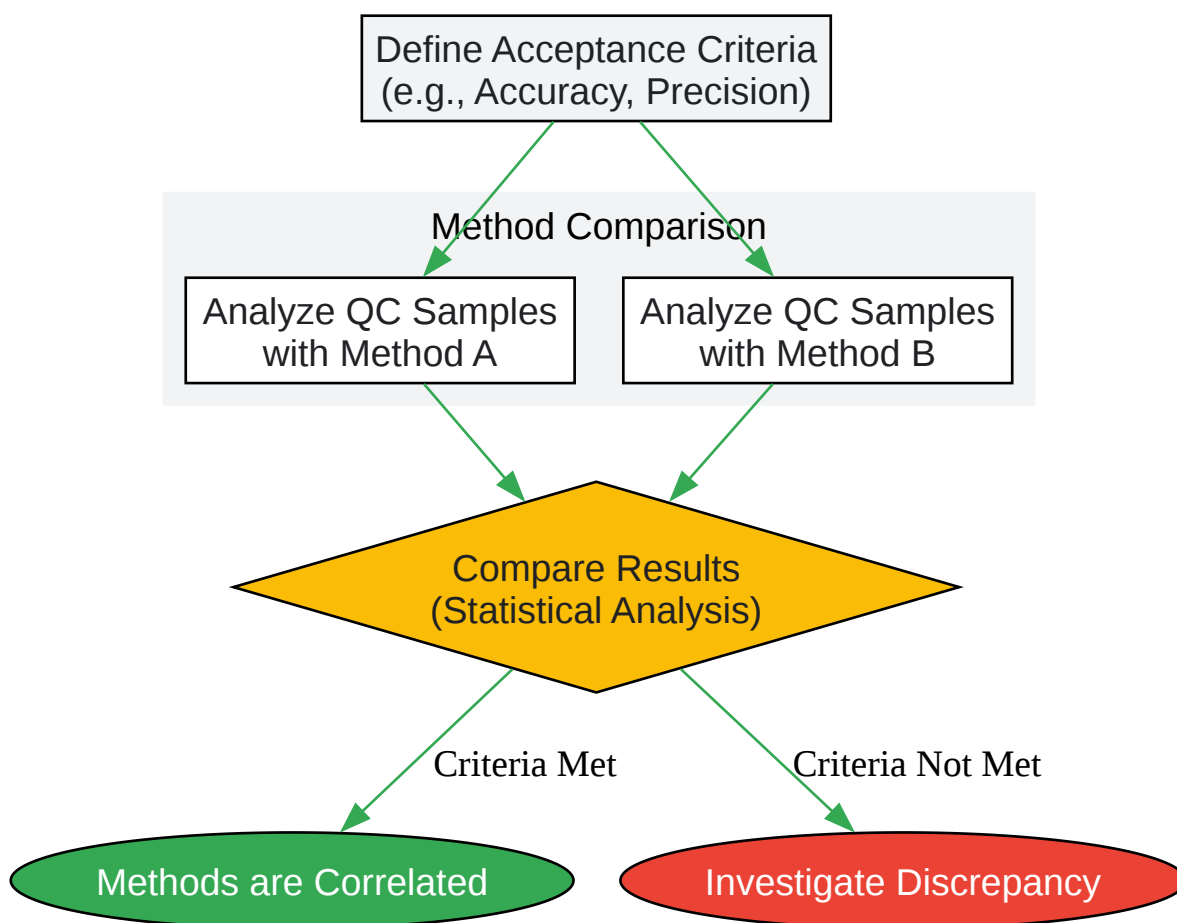 Define Acceptance Criteria
(e.g., Accuracy, Precision)
Method Comparison
Analyze QC Samples
with Method A
Analyze QC Samples
with Method B
Compare Results
(Statistical Analysis)
Criteria Met
Criteria Not Met
Methods are Correlated
Investigate Discrepancy